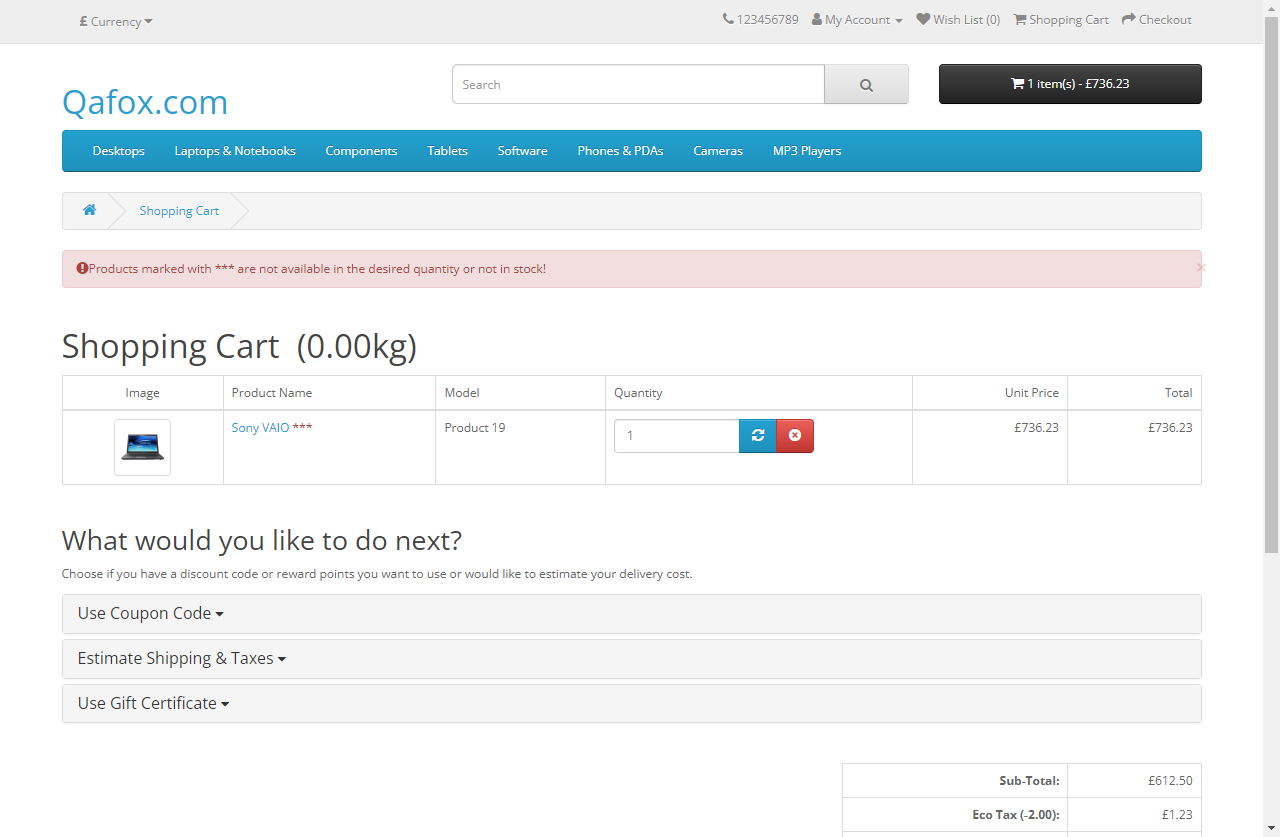 £ Currency
123456789 My Account Wish List (0) Shopping Cart Checkout
Qafox.com
Search
1 item(s) - £736.23
Desktops Laptops & Notebooks Components Tablets Software Phones & PDAs Cameras MP3 Players
Shopping Cart
Products marked with *** are not available in the desired quantity or not in stock!
×
Shopping Cart (0.00kg)
Image Product Name Model Quantity Unit Price Total
Sony VAIO *** Product 19 1 £736.23 £736.23
What would you like to do next?
Choose if you have a discount code or reward points you want to use or would like to estimate your delivery cost.
Use Coupon Code
Estimate Shipping & Taxes
Use Gift Certificate
Sub-Total: £612.50
Eco Tax (-2.00): £1.23